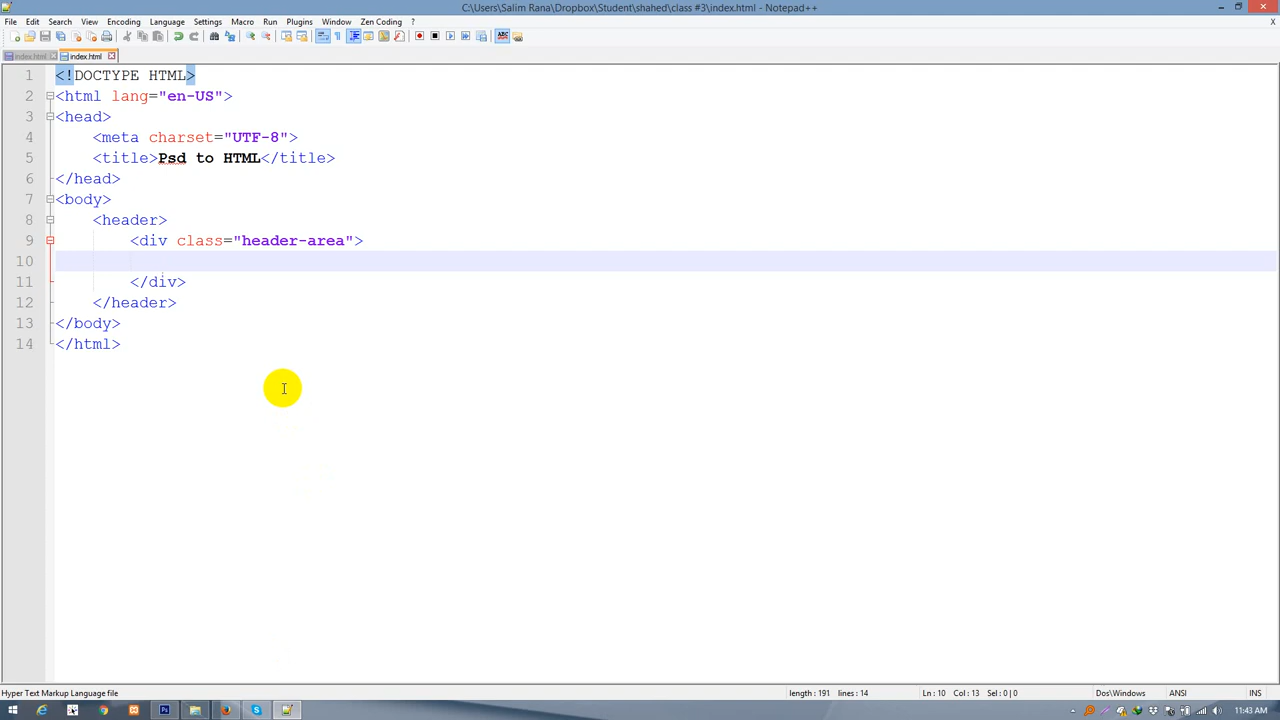 C:\Users\Salim Rana\Dropbox\Student\shahed\class #3\index.html - Notepad++
File Edit Search View Encoding Language Settings Macro Run Plugins Window Zen Coding ? X
index.html index.html
1 <!DOCTYPE HTML>
2 <html lang="en-US">
3 <head>
4 <meta charset="UTF-8">
5 <title>Psd to HTML</title>
6 </head>
7 <body>
8 <header>
9 <div class="header-area">
10
11 </div>
12 </header>
13 </body>
14 </html>
Hyper Text Markup Language file length : 191 lines : 14 Ln : 10 Col : 13 Sel : 0 | 0 Dos\Windows ANSI INS
11:43 AM